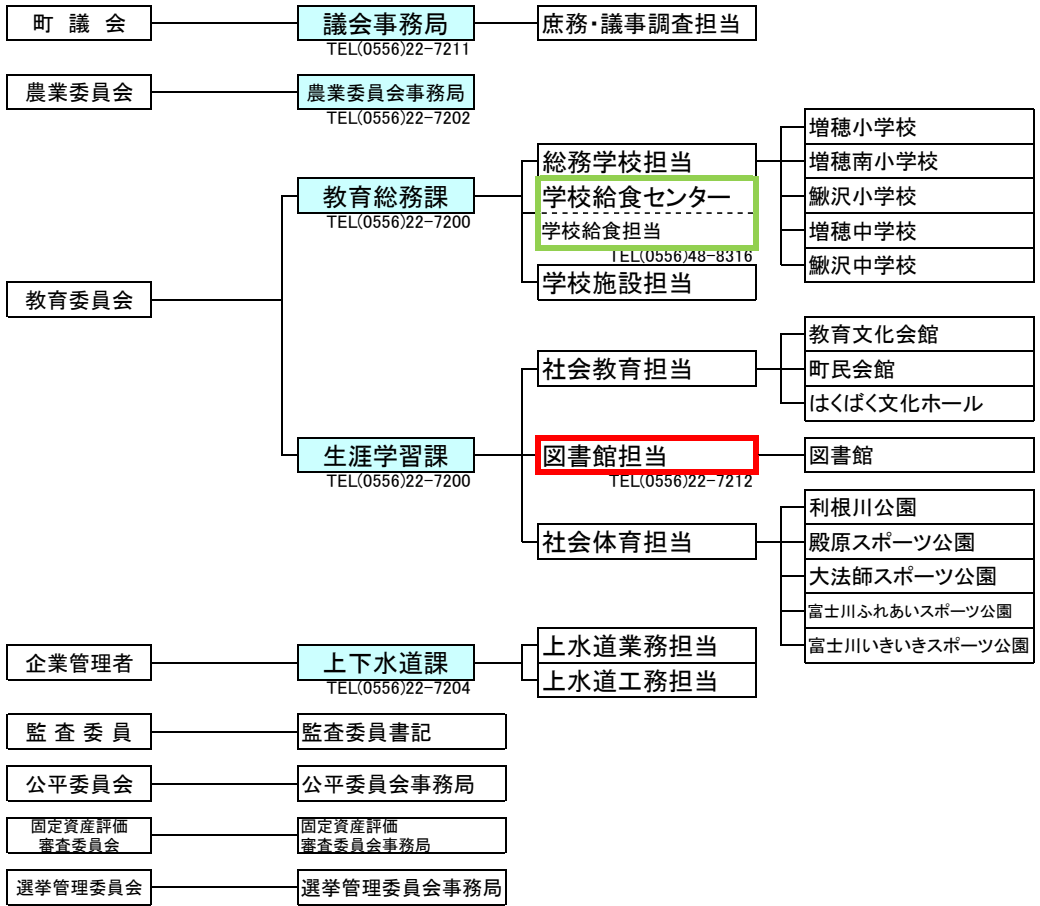 町 議 会
議会事務局
庶務・議事調査担当
TEL(0556)22-7211
農業委員会
農業委員会事務局
TEL(0556)22-7202
教育委員会
教育総務課
TEL(0556)22-7200
総務学校担当
学校給食センター
学校給食担当
TEL(0556)48-8316
学校施設担当
増穂小学校
増穂南小学校
鰍沢小学校
増穂中学校
鰍沢中学校
生涯学習課
TEL(0556)22-7200
社会教育担当
教育文化会館
町民会館
はくばく文化ホール
図書館担当
TEL(0556)22-7212
図書館
社会体育担当
利根川公園
殿原スポーツ公園
大法師スポーツ公園
富士川ふれあいスポーツ公園
富士川いきいきスポーツ公園
企業管理者
上下水道課
TEL(0556)22-7204
上水道業務担当
上水道工務担当
監 査 委 員
監査委員書記
公平委員会
公平委員会事務局
固定資産評価
審査委員会
固定資産評価
審査委員会事務局
選挙管理委員会
選挙管理委員会事務局